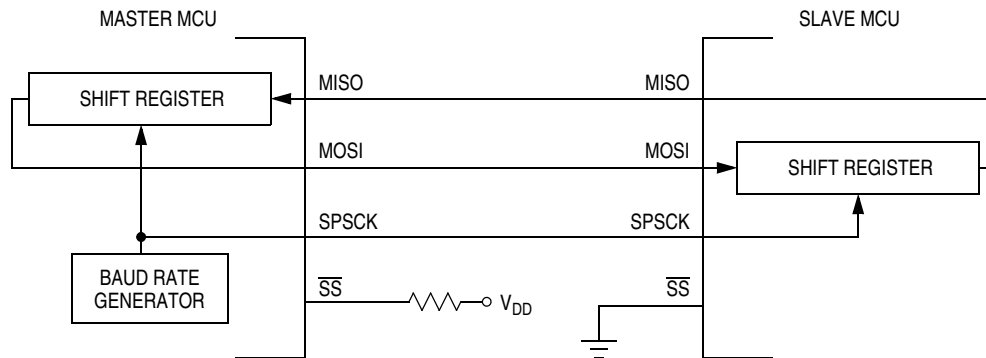 MASTER MCU
SLAVE MCU
SHIFT REGISTER
MISO
MISO
MOSI
MOSI
SHIFT REGISTER
SPSCK
SPSCK
BAUD RATE
GENERATOR
SS
VDD
SS